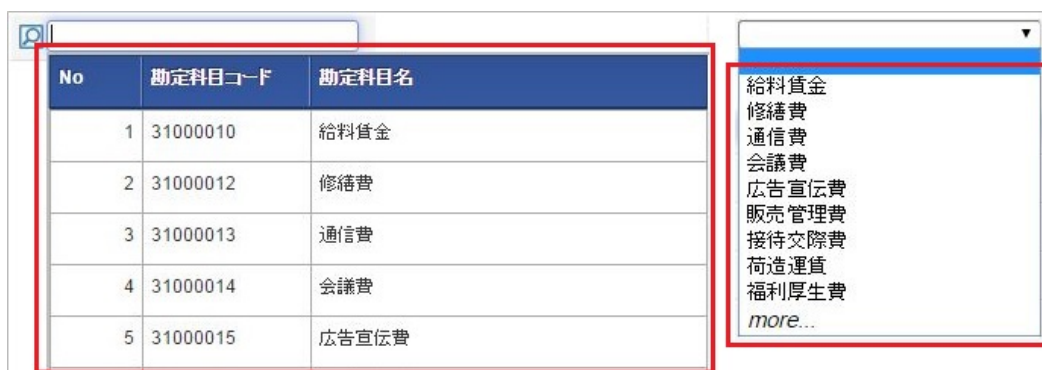 No 勘定科目コード 勘定科目名
1 31000010 給料賃金
2 31000012 修繕費
3 31000013 通信費
4 31000014 会議費
5 31000015 広告宣伝費
給料賃金
修繕費
通信費
会議費
広告宣伝費
販売管理費
接待交際費
荷造運賃
福利厚生費
more...